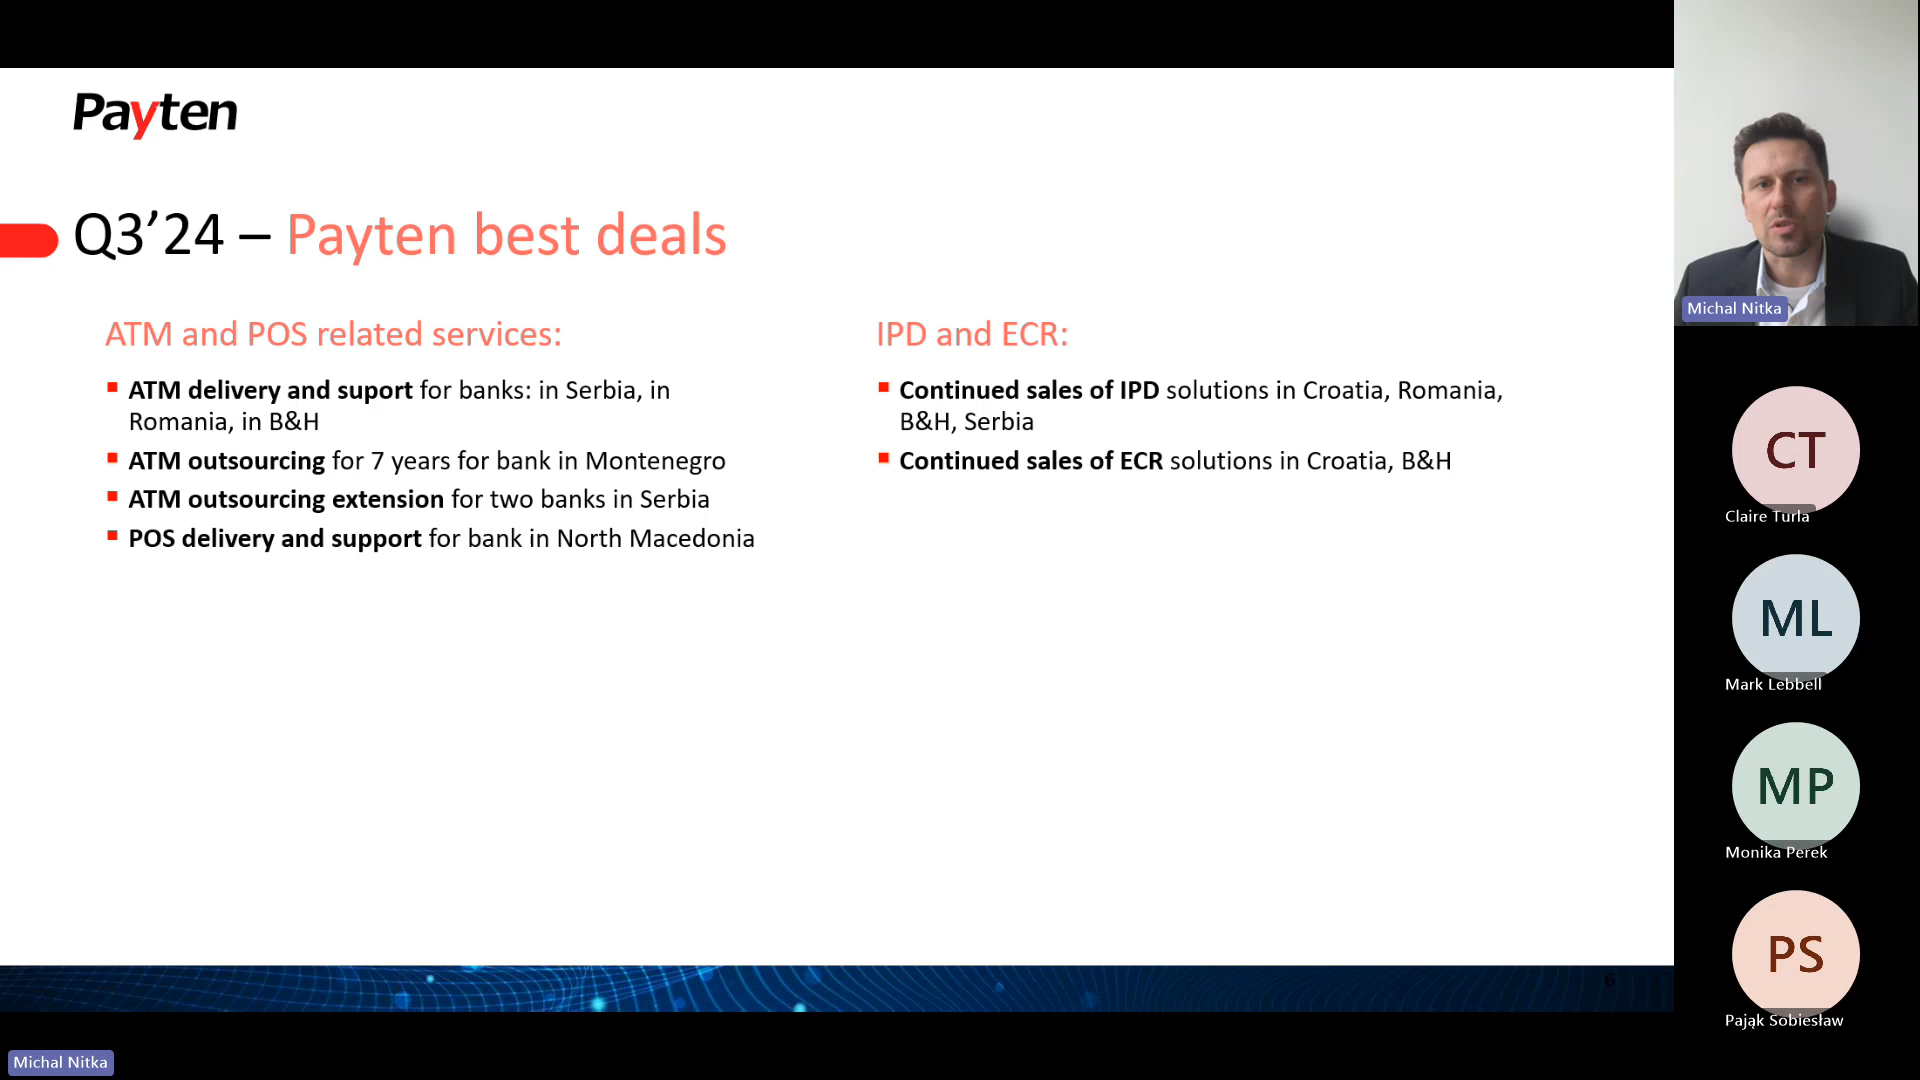 Payten
Q3’24 – Payten best deals
ATM and POS related services:
ATM delivery and suport for banks: in Serbia, in
Romania, in B&H
ATM outsourcing for 7 years for bank in Montenegro
ATM outsourcing extension for two banks in Serbia
POS delivery and support for bank in North Macedonia
IPD and ECR:
Continued sales of IPD solutions in Croatia, Romania,
B&H, Serbia
Continued sales of ECR solutions in Croatia, B&H
6
Michal Nitka
CT
Claire Turla
ML
Mark Lebbell
MP
Monika Perek
PS
Pająk Sobiesław
Michal Nitka